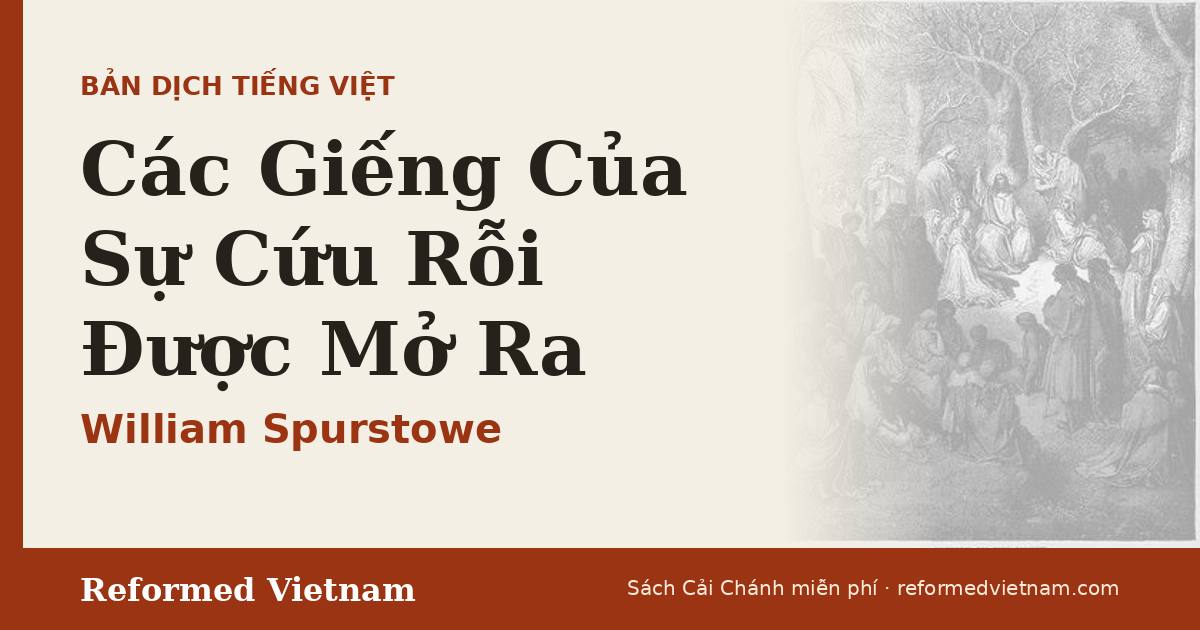 BẢN DỊCH TIẾNG VIỆT
Các Giếng Của
Sự Cứu Rỗi
Được Mở Ra
William Spurstowe
Reformed Vietnam
Sách Cải Chánh miễn phí · reformedvietnam.com